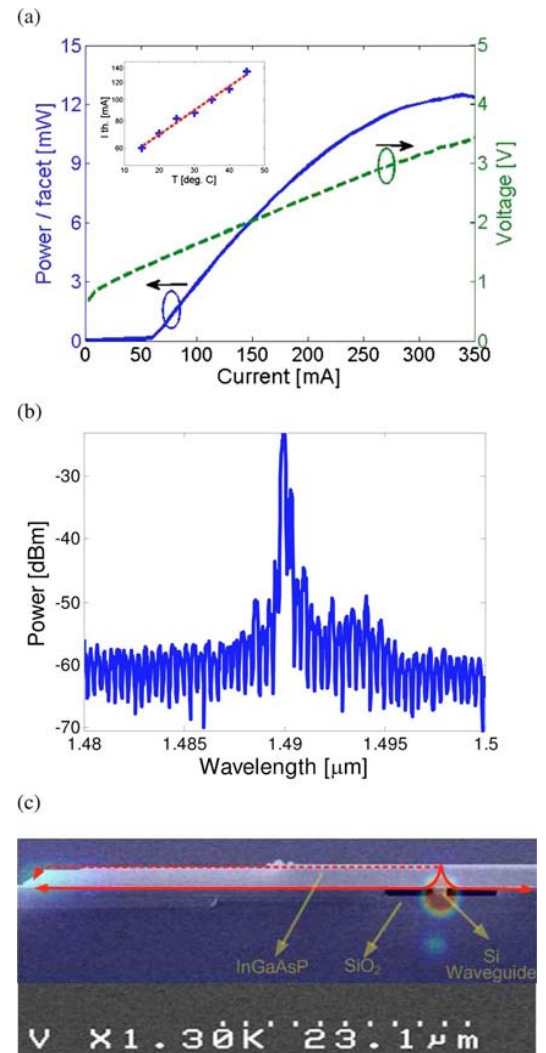 (a)
15
12
9
6
3
0
Power / facet [mW]
140
120
100
80
60
I th. [mA]
10 20 30 40 50
T [deg. C]
5
4
3
2
1
0
Voltage [V]
0 50 100 150 200 250 300 350
Current [mA]
(b)
-30
-40
-50
-60
-70
Power [dBm]
1.48 1.485 1.49 1.495 1.5
Wavelength [μm]
(c)
InGaAsP
SiO₂
Si
Waveguide
V X1.30K 23.1μm